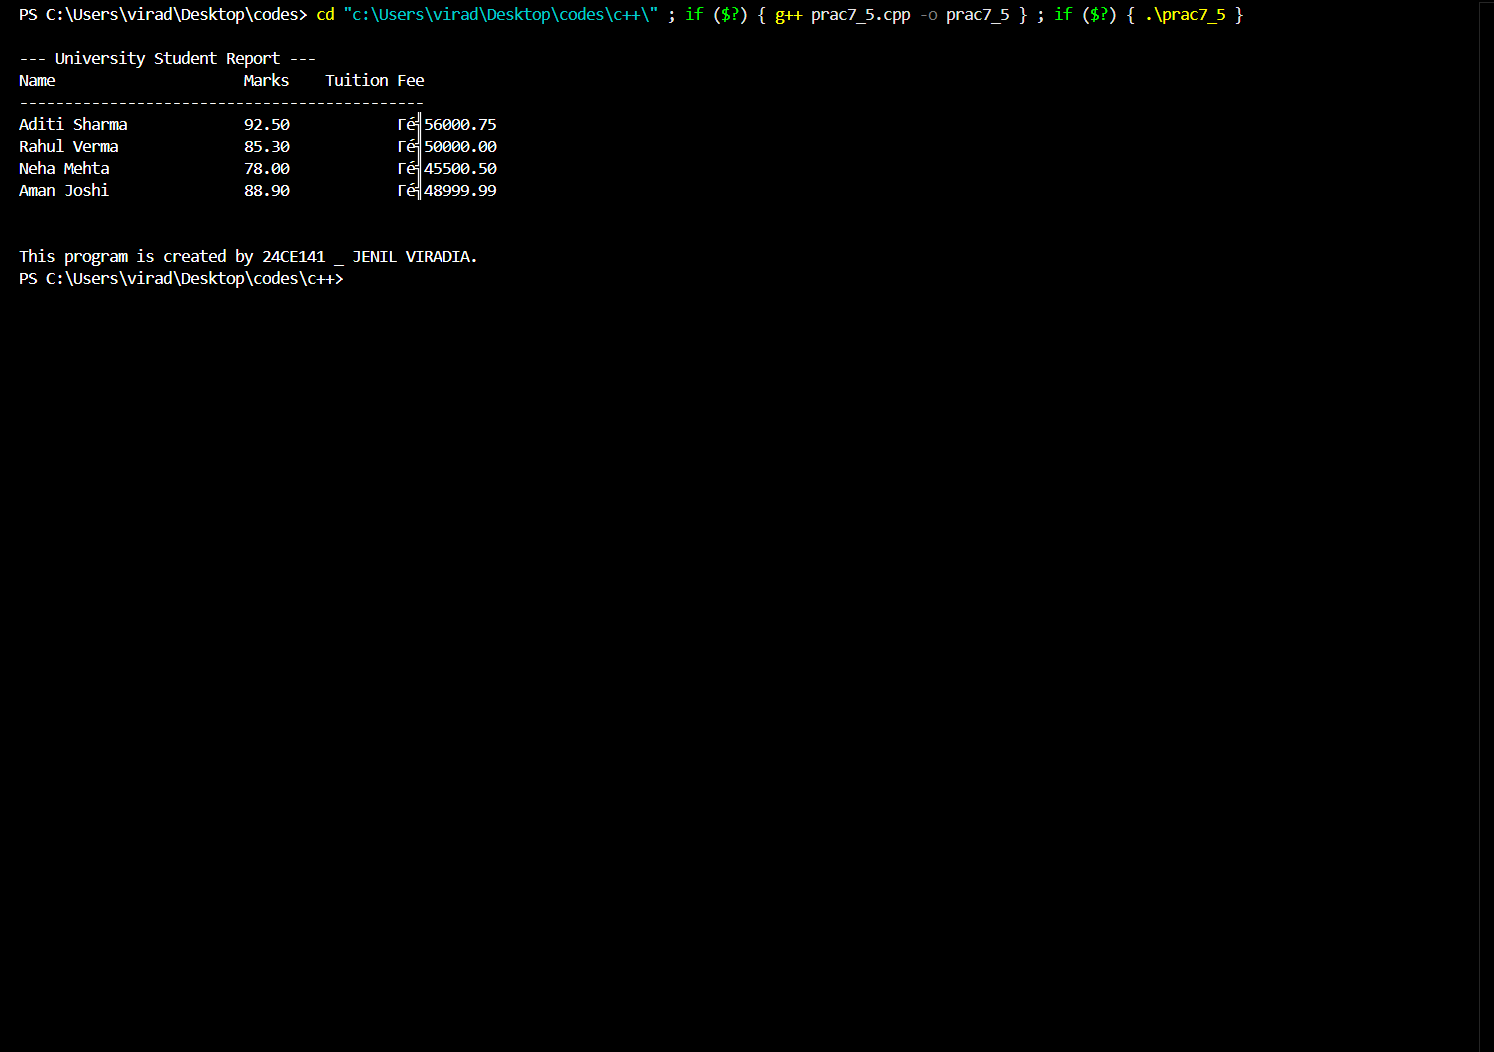 PS C:\Users\virad\Desktop\codes> cd "c:\Users\virad\Desktop\codes\c++\" ; if ($?) { g++ prac7_5.cpp -o prac7_5 } ; if ($?) { .\prac7_5 }
--- University Student Report ---
Name Marks Tuition Fee
---------------------------------------------
Aditi Sharma 92.50 Γé╣56000.75
Rahul Verma 85.30 Γé╣50000.00
Neha Mehta 78.00 Γé╣45500.50
Aman Joshi 88.90 Γé╣48999.99
This program is created by 24CE141 _ JENIL VIRADIA.
PS C:\Users\virad\Desktop\codes\c++>